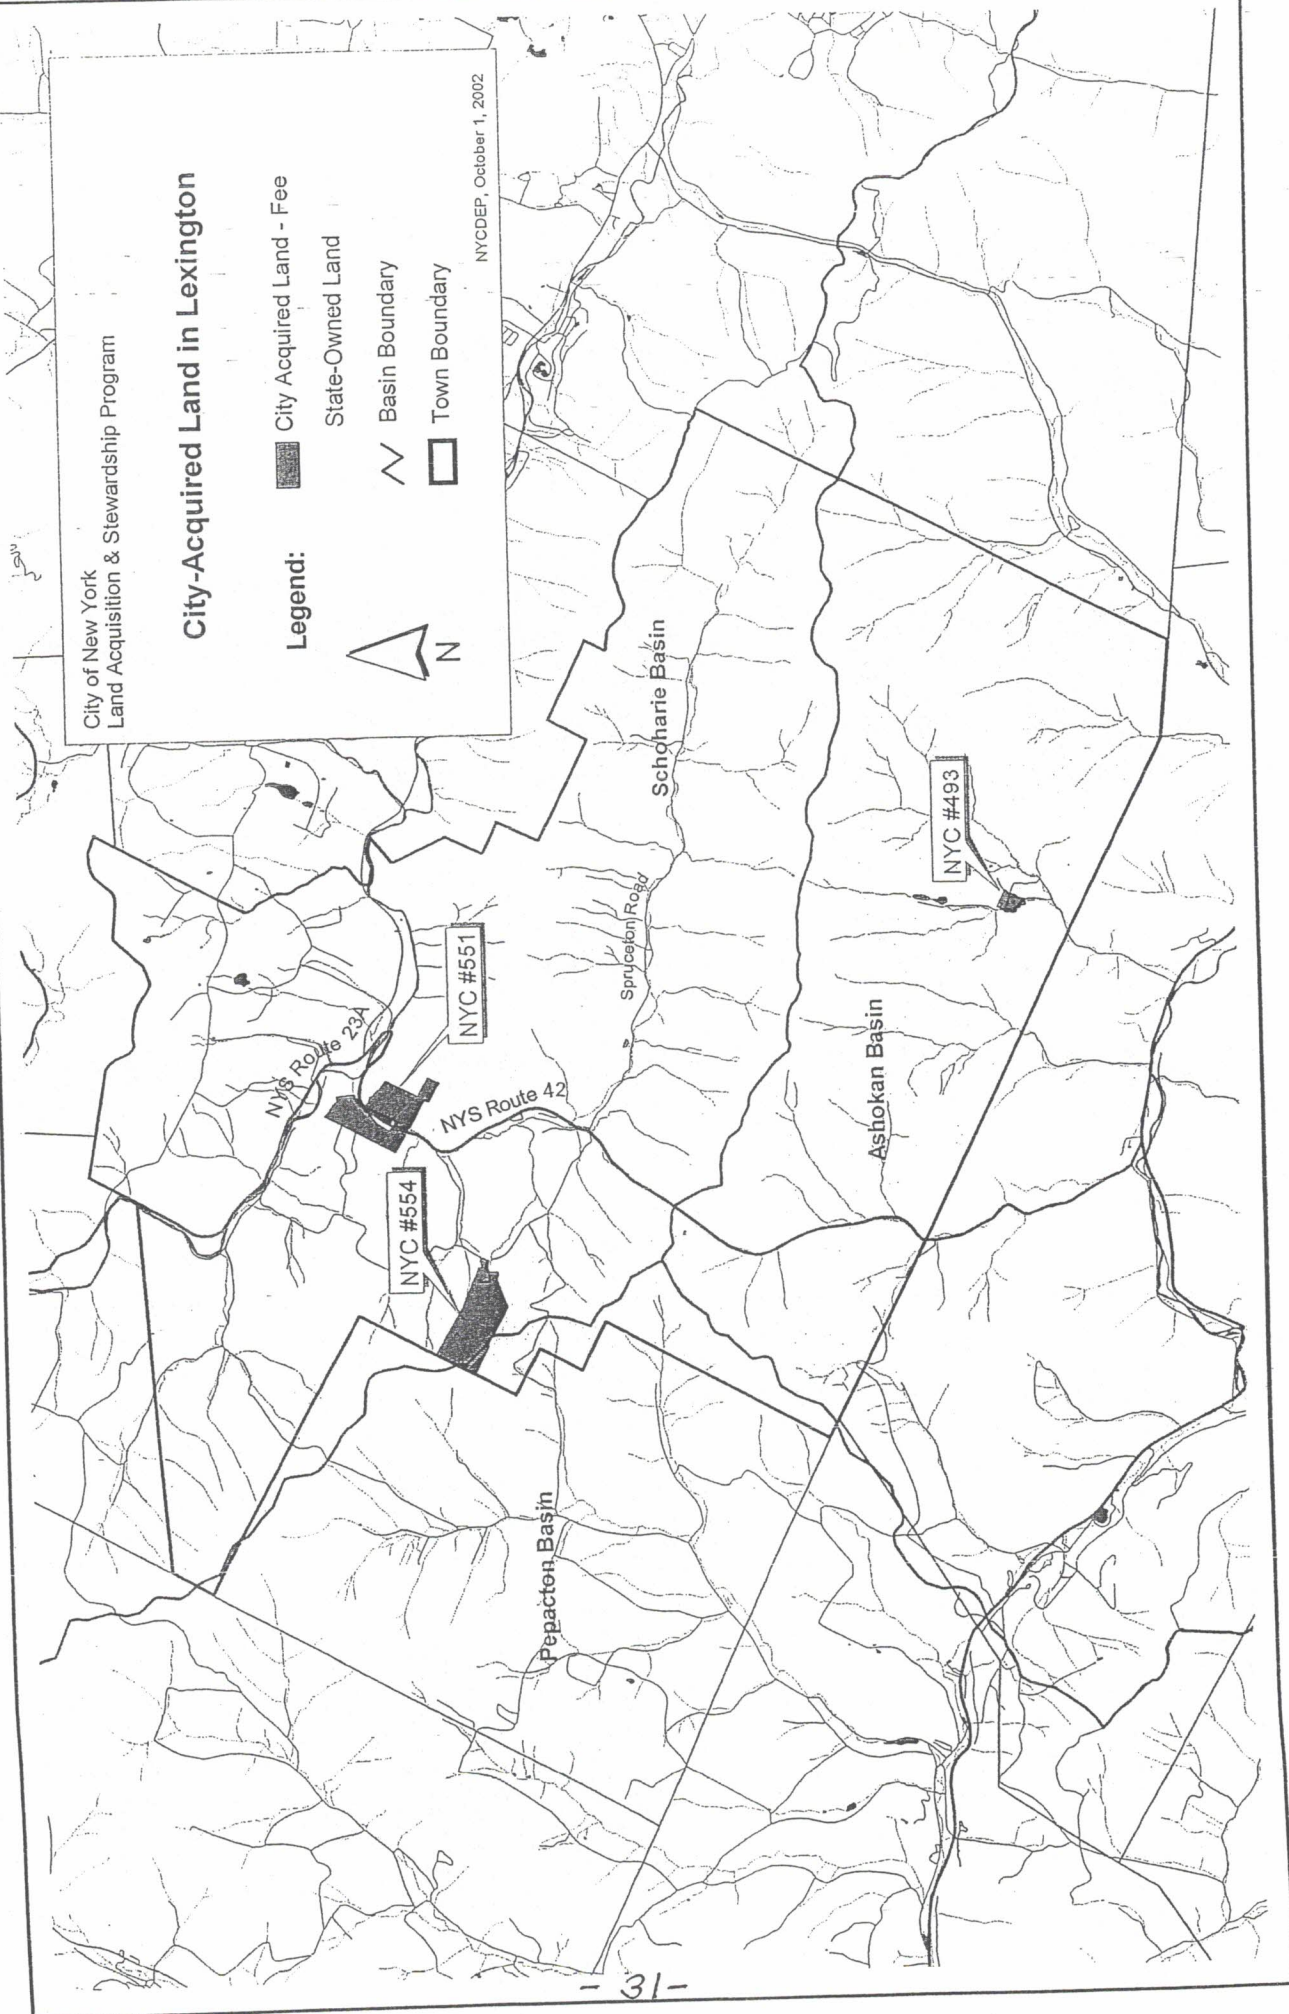 City of New York
Land Acquisition & Stewardship Program
City-Acquired Land in Lexington
Legend:
City Acquired Land - Fee
State-Owned Land
Basin Boundary
Town Boundary
N
NYCDEP, October 1, 2002
NYS Route 23A
NYC #551
NYC #554
NYS Route 42
Spruceton Road
Schoharie Basin
NYC #493
Ashokan Basin
Pepacton Basin
- 31 -